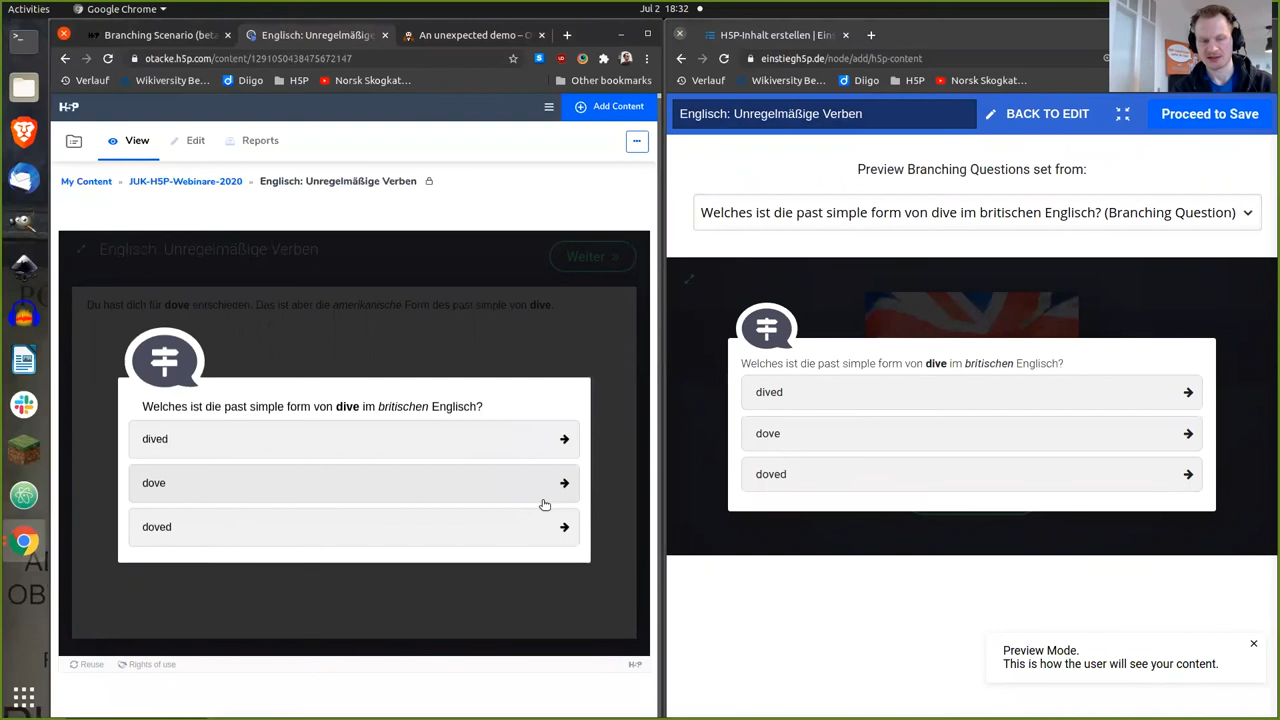 Activities
Google Chrome
Jul 2 18:32
Branching Scenario (beta
Englisch: Unregelmäßige Ver
An unexpected demo – O
otacke.h5p.com/content/1291050438475672147
Verlauf
Wikiversity Be...
Diigo
H5P
Norsk Skogkat...
Other bookmarks
H5P
Add Content
View
Edit
Reports
My Content » JUK-H5P-Webinare-2020 » Englisch: Unregelmäßige Verben
Englisch: Unregelmäßige Verben
Weiter »
Du hast dich für dove entschieden. Das ist aber die amerikanische Form des past simple von dive.
Welches ist die past simple form von dive im britischen Englisch?
dived
dove
doved
Reuse
Rights of use
H5P
H5P-Inhalt erstellen | Eins
einstiegh5p.de/node/add/h5p-content
Verlauf
Wikiversity Be...
Diigo
H5P
Norsk Skogkat...
Englisch: Unregelmäßige Verben
BACK TO EDIT
Proceed to Save
Preview Branching Questions set from:
Welches ist die past simple form von dive im britischen Englisch? (Branching Question)
Welches ist die past simple form von dive im britischen Englisch?
dived
dove
doved
Preview Mode.
This is how the user will see your content.
OB